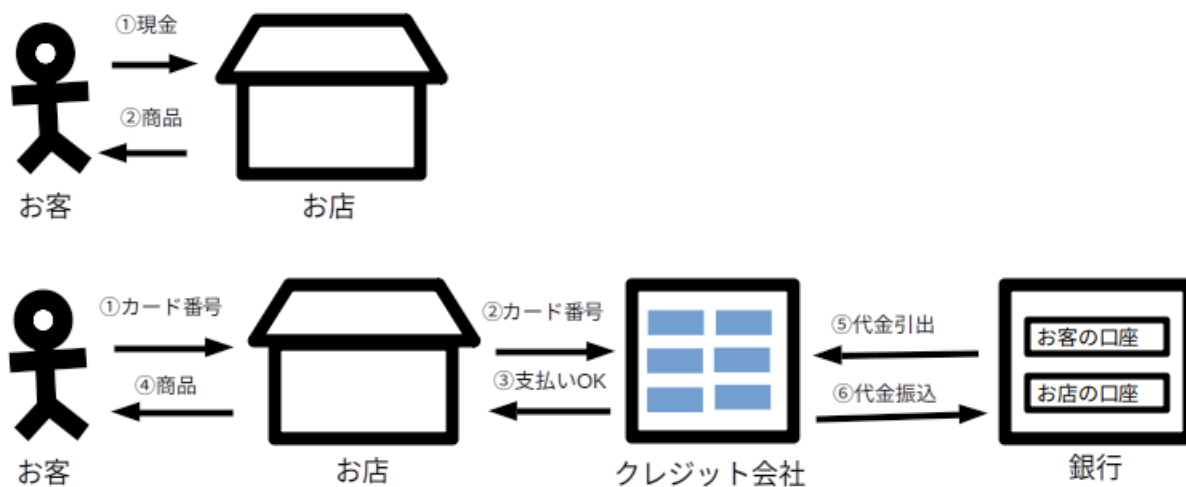 ①現金
②商品
お客
お店
①カード番号
②カード番号
⑤代金引出
お客の口座
④商品
③支払いOK
⑥代金振込
お店の口座
お客
お店
クレジット会社
銀行